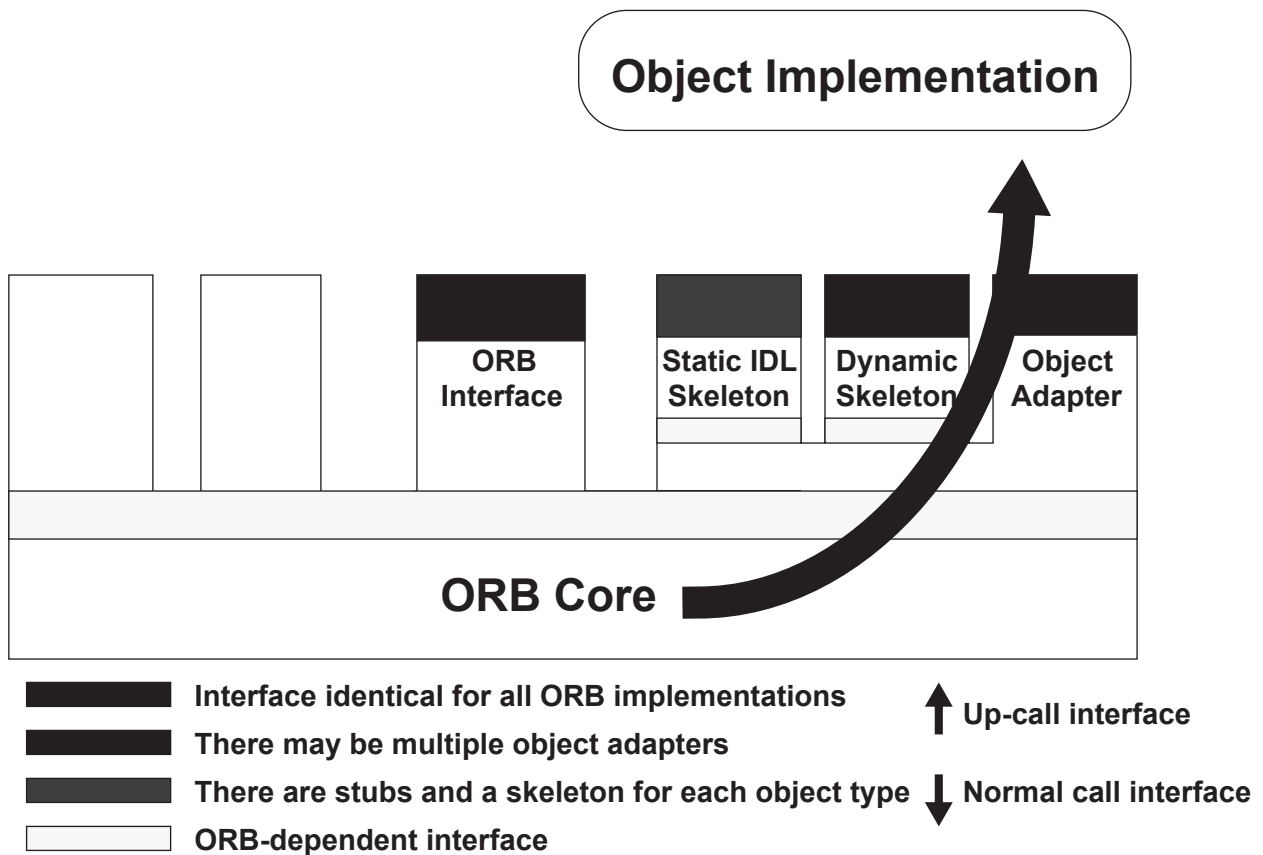 Object Implementation
ORB
Interface
Static IDL
Skeleton
Dynamic
Skeleton
Object
Adapter
ORB Core
Interface identical for all ORB implementations
There may be multiple object adapters
There are stubs and a skeleton for each object type
ORB-dependent interface
Up-call interface
Normal call interface